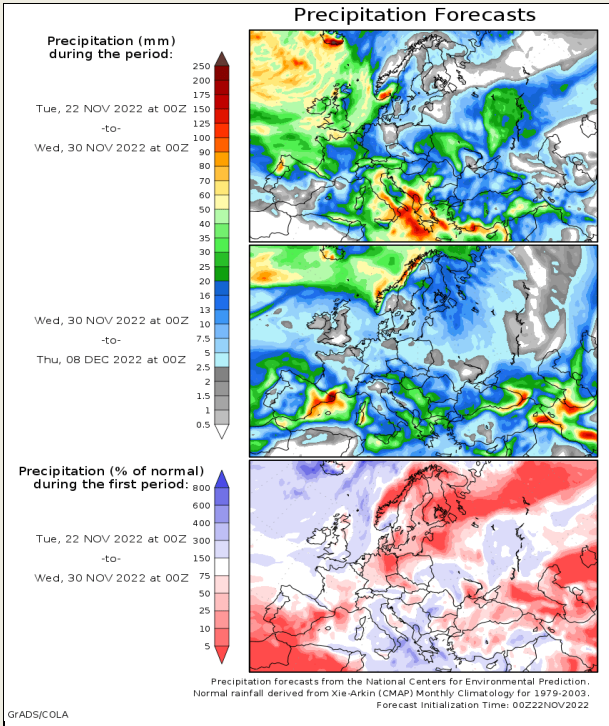 Precipitation Forecasts
Precipitation (mm)
during the period:
Tue, 22 NOV 2022 at 00Z
-to-
Wed, 30 NOV 2022 at 00Z
250
200
175
150
125
100
90
80
70
60
50
40
35
30
25
20
16
13
10
7.5
5
2.5
2
1.5
1
0.5
Wed, 30 NOV 2022 at 00Z
-to-
Thu, 08 DEC 2022 at 00Z
Precipitation (% of normal)
during the first period:
800
600
400
300
150
75
50
25
10
5
Tue, 22 NOV 2022 at 00Z
-to-
Wed, 30 NOV 2022 at 00Z
Precipitation forecasts from the National Centers for Environmental Prediction.
Normal rainfall derived from Xie-Arkin (CMAP) Monthly Climatology for 1979-2003.
Forecast Initialization Time: 00Z22NOV2022
GrADS/COLA